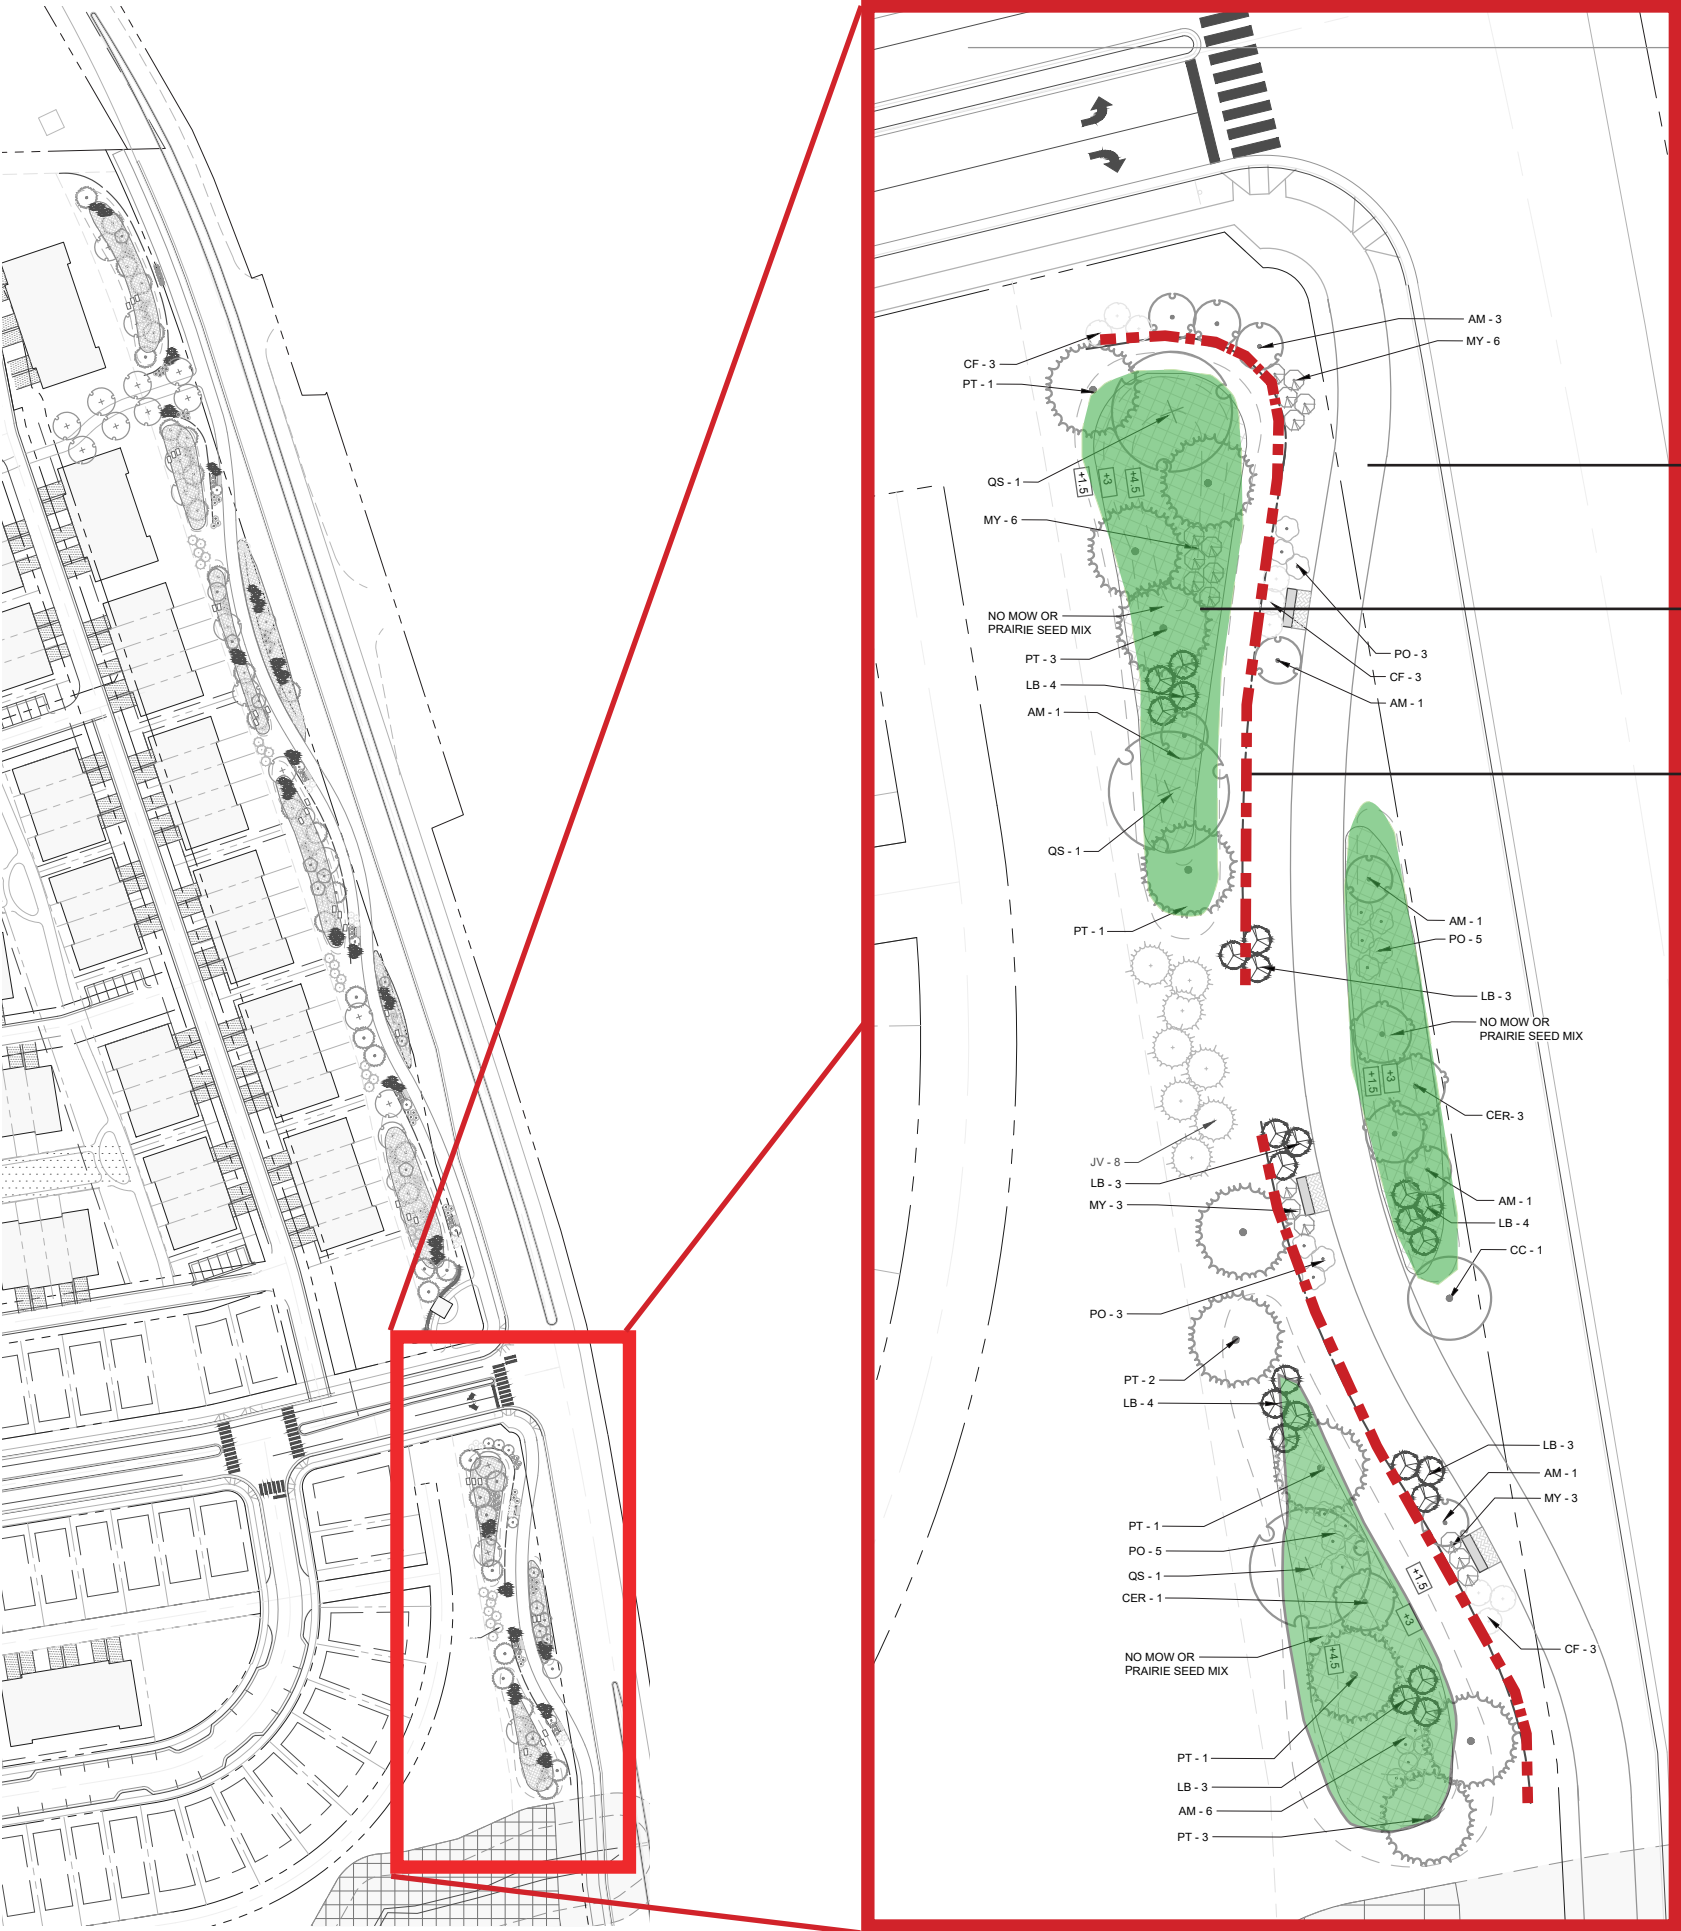 AM - 3
MY - 6
CF - 3
PT - 1
QS - 1
+1.5
+3
+4.5
MY - 6
NO MOW OR
PRAIRIE SEED MIX
PT - 3
LB - 4
AM - 1
QS - 1
PT - 1
PO - 3
CF - 3
AM - 1
AM - 1
PO - 5
LB - 3
NO MOW OR
PRAIRIE SEED MIX
+1.5
+3
CER- 3
JV - 8
LB - 3
MY - 3
AM - 1
LB - 4
CC - 1
PO - 3
PT - 2
LB - 4
LB - 3
AM - 1
MY - 3
PT - 1
PO - 5
QS - 1
CER - 1
+1.5
+3
+4.5
CF - 3
NO MOW OR
PRAIRIE SEED MIX
PT - 1
LB - 3
AM - 6
PT - 3